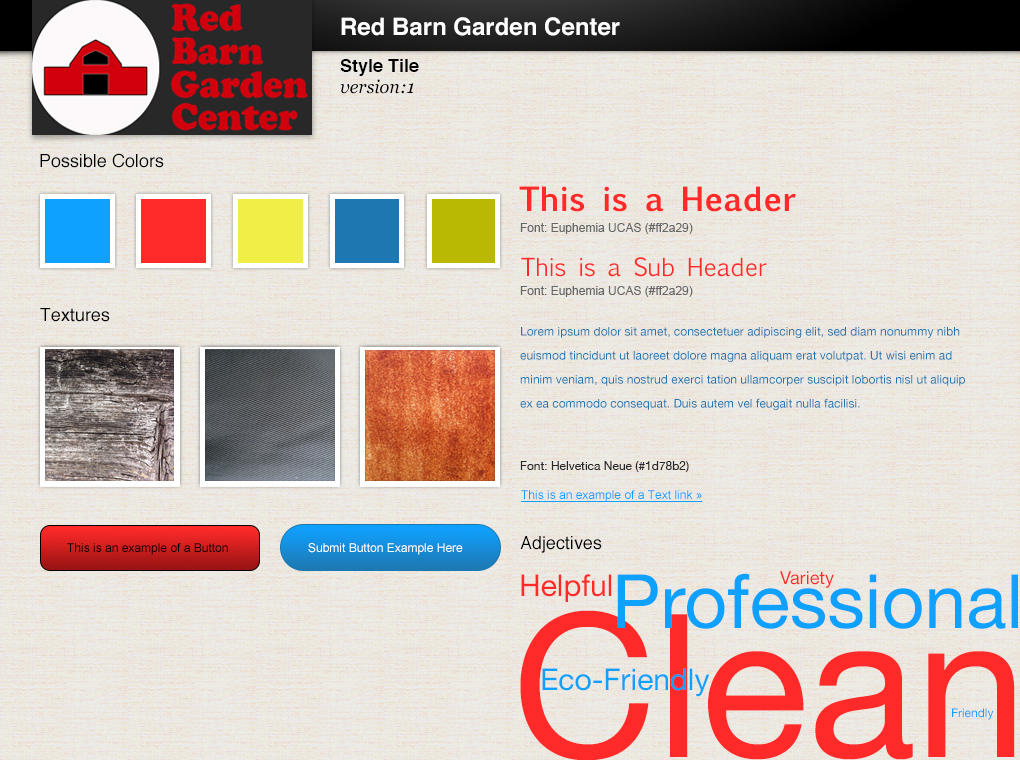 Red
Barn
Garden
Center
Red Barn Garden Center
Style Tile
version:1
Possible Colors
Textures
This is an example of a Button
Submit Button Example Here
This is a Header
Font: Euphemia UCAS (#ff2a29)
This is a Sub Header
Font: Euphemia UCAS (#ff2a29)
Lorem ipsum dolor sit amet, consectetuer adipiscing elit, sed diam nonummy nibh
euismod tincidunt ut laoreet dolore magna aliquam erat volutpat. Ut wisi enim ad
minim veniam, quis nostrud exerci tation ullamcorper suscipit lobortis nisl ut aliquip
ex ea commodo consequat. Duis autem vel feugait nulla facilisi.
Font: Helvetica Neue (#1d78b2)
This is an example of a Text link »
Adjectives
Helpful
Variety
Professional
Clean
Eco-Friendly
Friendly